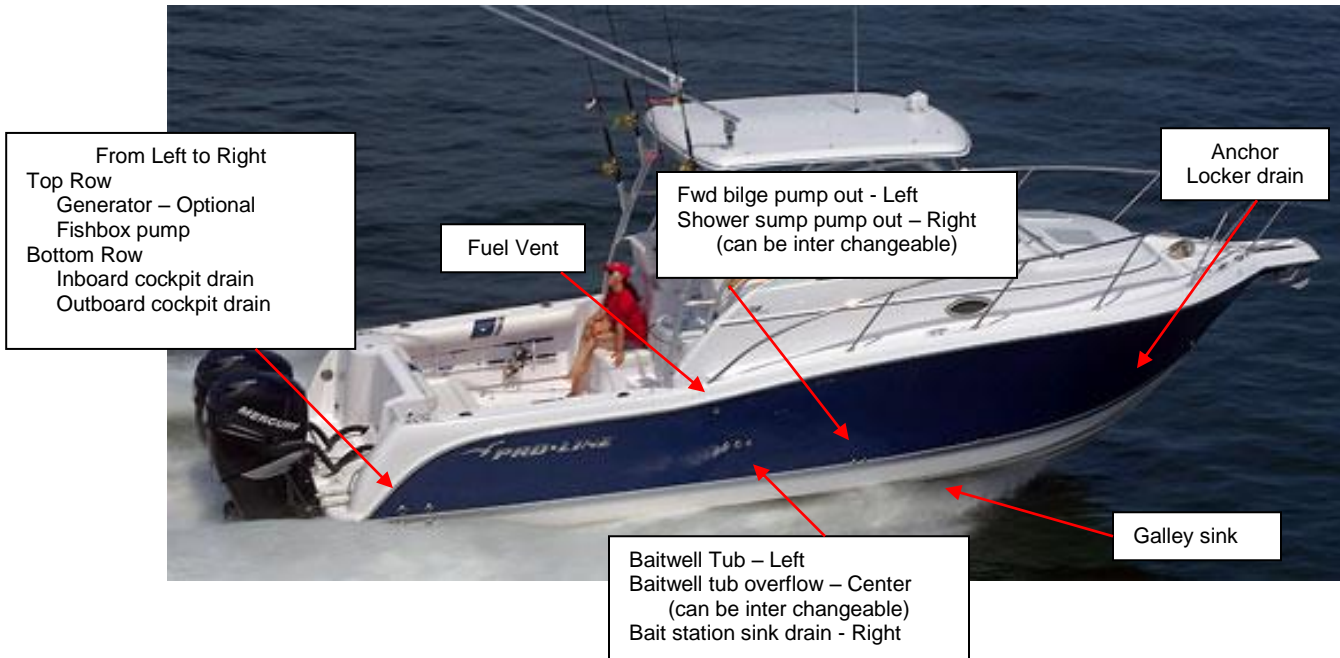 From Left to Right
Top Row
Generator – Optional
Fishbox pump
Bottom Row
Inboard cockpit drain
Outboard cockpit drain
Fuel Vent
Fwd bilge pump out - Left
Shower sump pump out – Right
(can be inter changeable)
Anchor
Locker drain
MERCURY
PRO-LINE
Galley sink
Baitwell Tub – Left
Baitwell tub overflow – Center
(can be inter changeable)
Bait station sink drain - Right